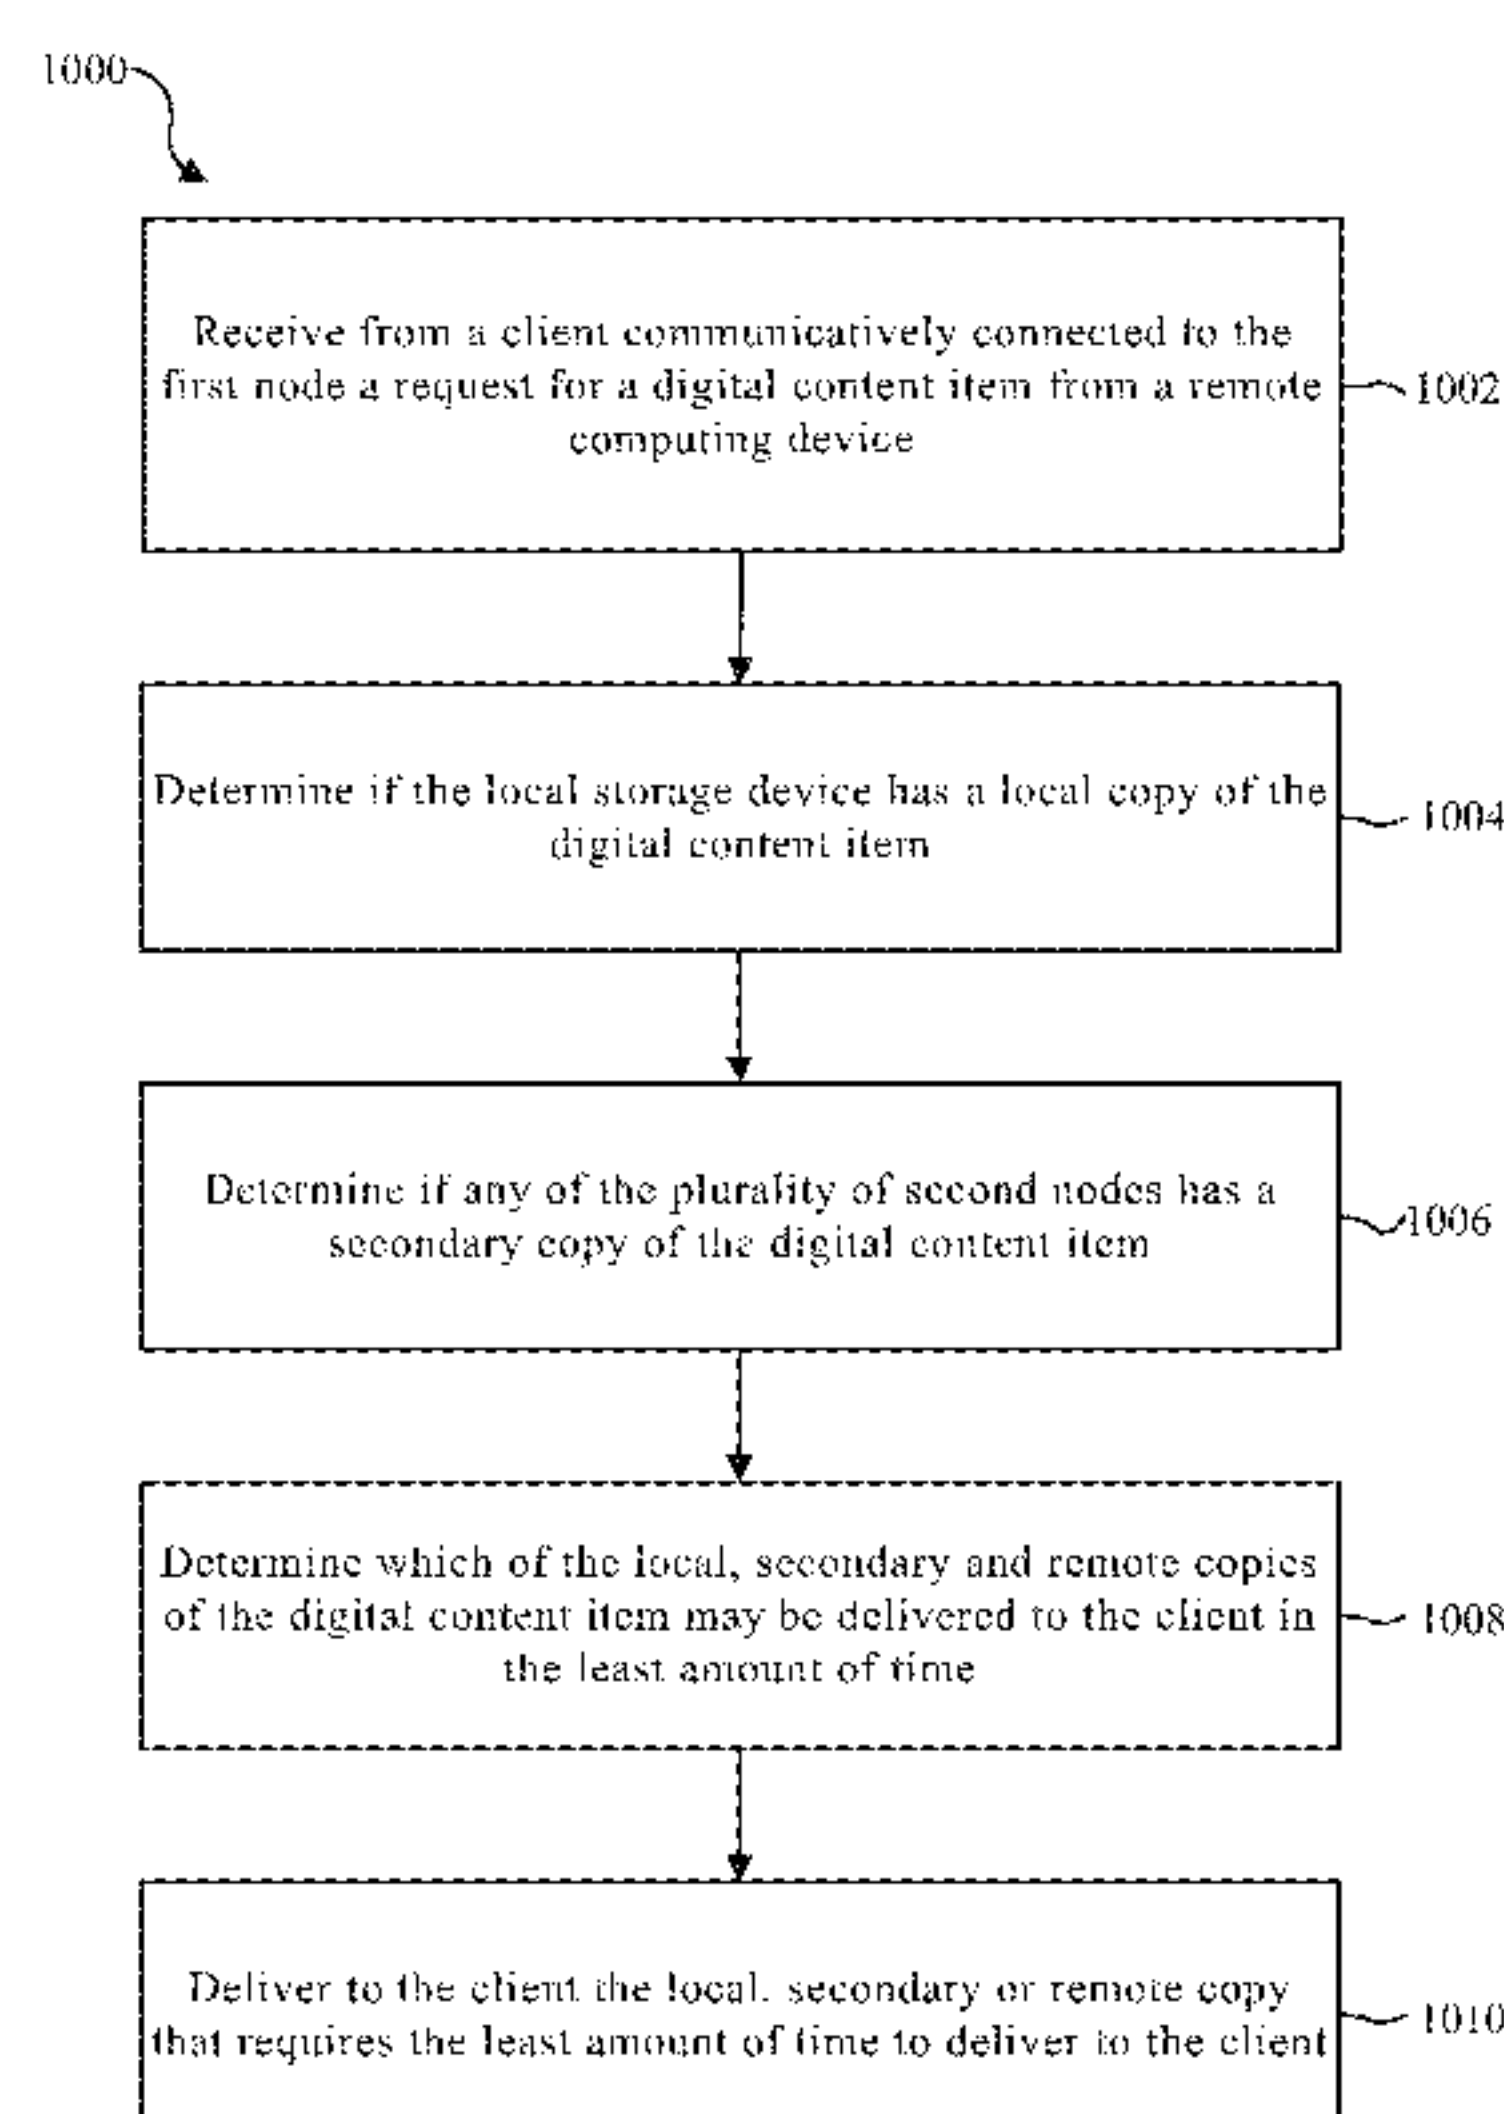 1000
Receive from a client communicatively connected to the
first node a request for a digital content item from a remote
computing device
1002
Determine if the local storage device has a local copy of the
digital content item
1004
Determine if any of the plurality of second nodes has a
secondary copy of the digital content item
1006
Determine which of the local, secondary and remote copies
of the digital content item may be delivered to the client in
the least amount of time
1008
Deliver to the client the local. secondary or remote copy
that requires the least amount of time to deliver to the client
1010